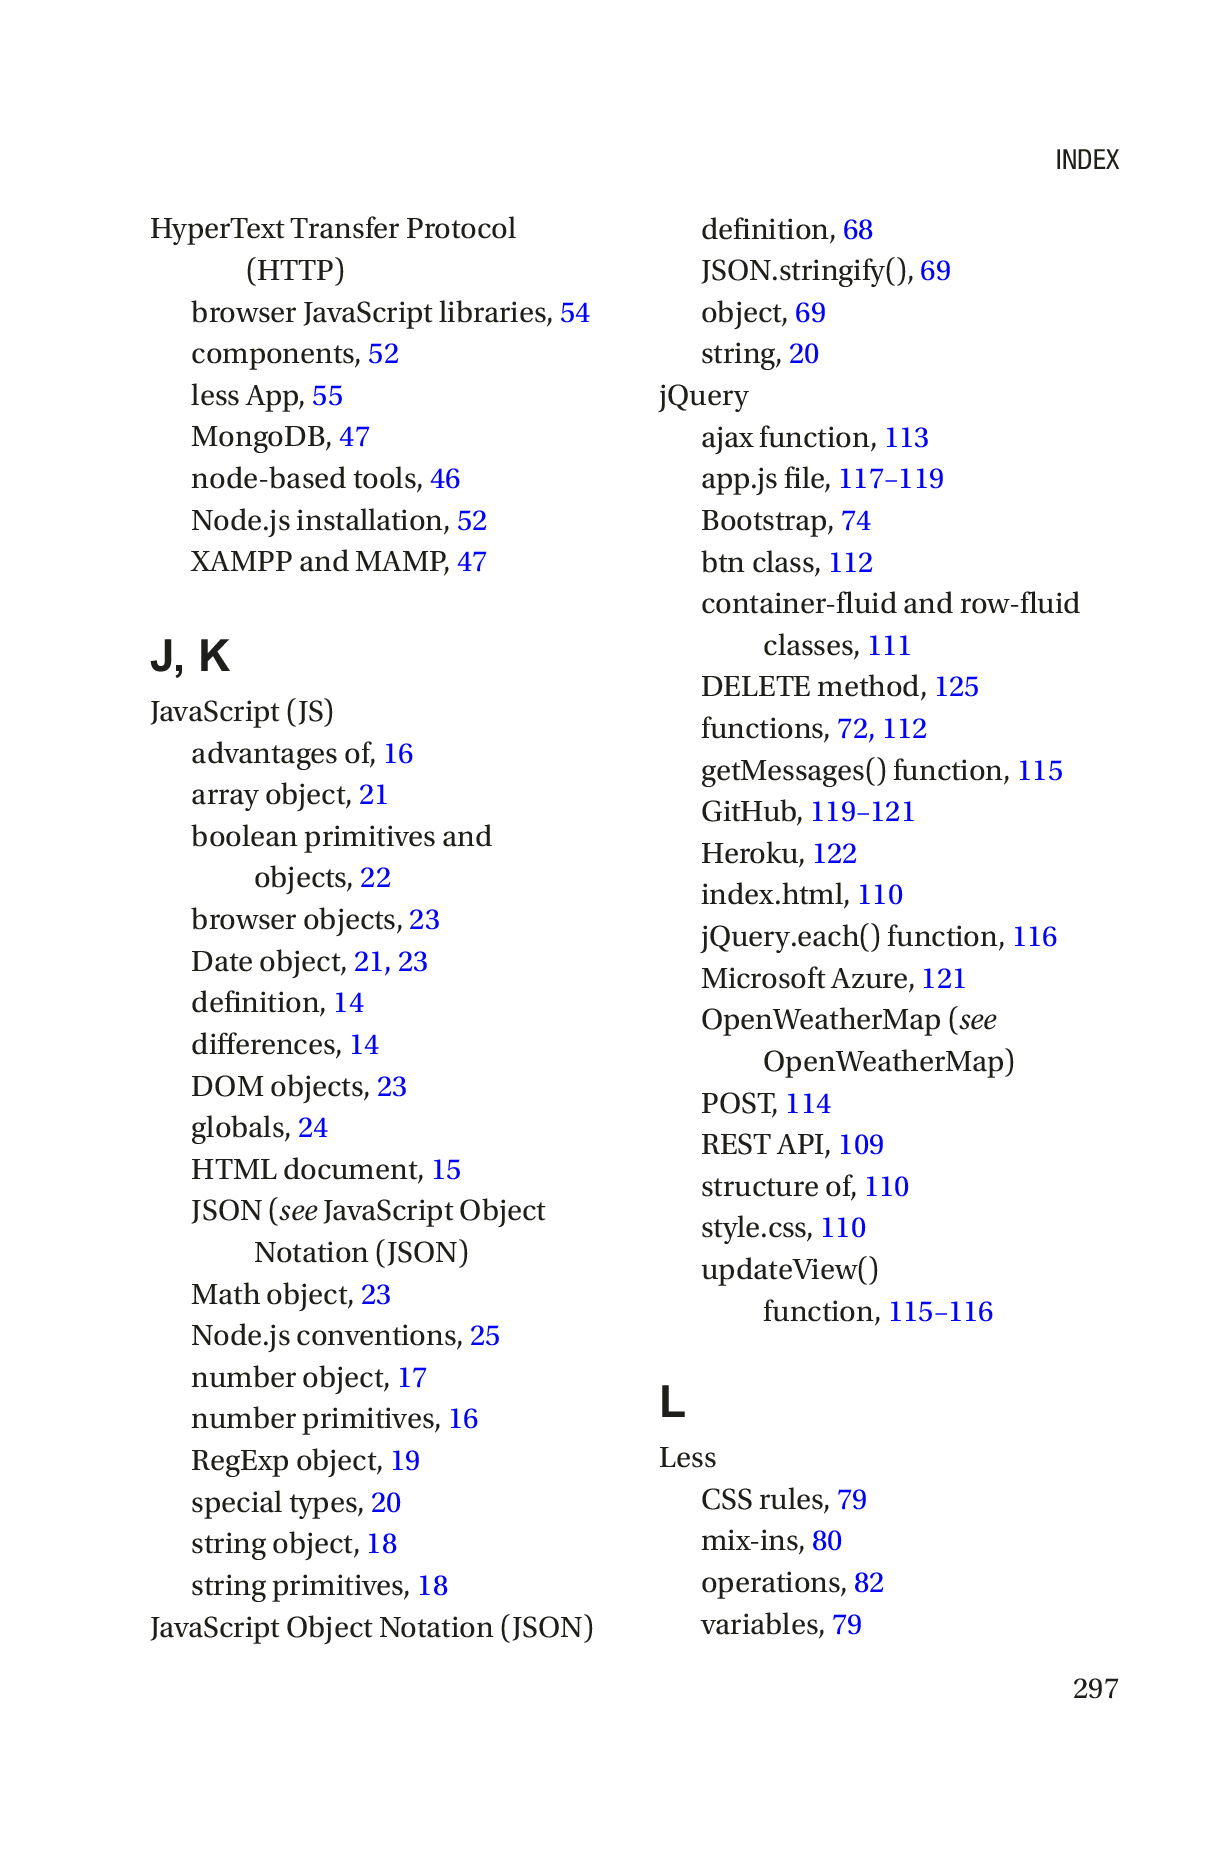 INDEX
HyperText Transfer Protocol
(HTTP)
browser JavaScript libraries, 54
components, 52
less App, 55
MongoDB, 47
node-based tools, 46
Node.js installation, 52
XAMPP and MAMP, 47
J, K
JavaScript (JS)
advantages of, 16
array object, 21
boolean primitives and
objects, 22
browser objects, 23
Date object, 21, 23
definition, 14
differences, 14
DOM objects, 23
globals, 24
HTML document, 15
JSON (see JavaScript Object
Notation (JSON)
Math object, 23
Node.js conventions, 25
number object, 17
number primitives, 16
RegExp object, 19
special types, 20
string object, 18
string primitives, 18
JavaScript Object Notation (JSON)
definition, 68
JSON.stringify(), 69
object, 69
string, 20
jQuery
ajax function, 113
app.js file, 117–119
Bootstrap, 74
btn class, 112
container-fluid and row-fluid
classes, 111
DELETE method, 125
functions, 72, 112
getMessages() function, 115
GitHub, 119–121
Heroku, 122
index.html, 110
jQuery.each() function, 116
Microsoft Azure, 121
OpenWeatherMap (see
OpenWeatherMap)
POST, 114
REST API, 109
structure of, 110
style.css, 110
updateView()
function, 115–116
L
Less
CSS rules, 79
mix-ins, 80
operations, 82
variables, 79
297